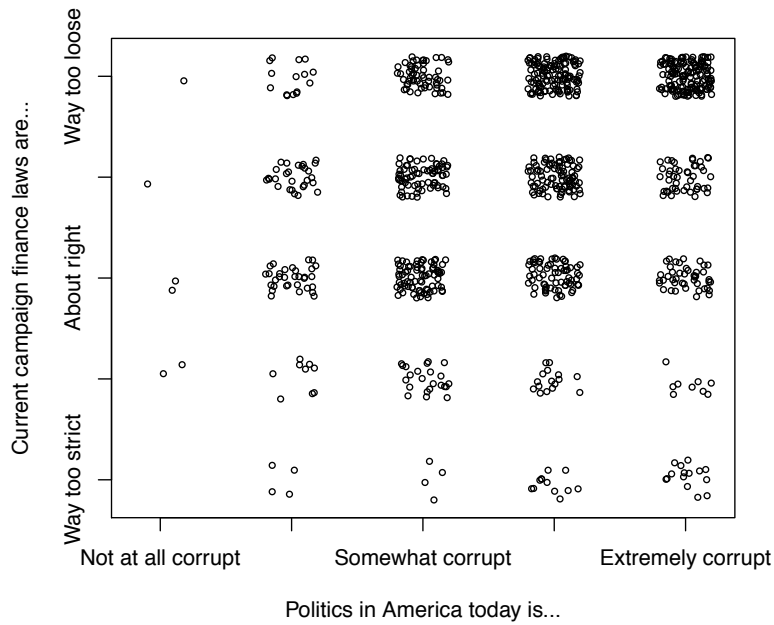 Current campaign finance laws are...
Way too loose
About right
Way too strict
Not at all corrupt
Somewhat corrupt
Extremely corrupt
Politics in America today is...